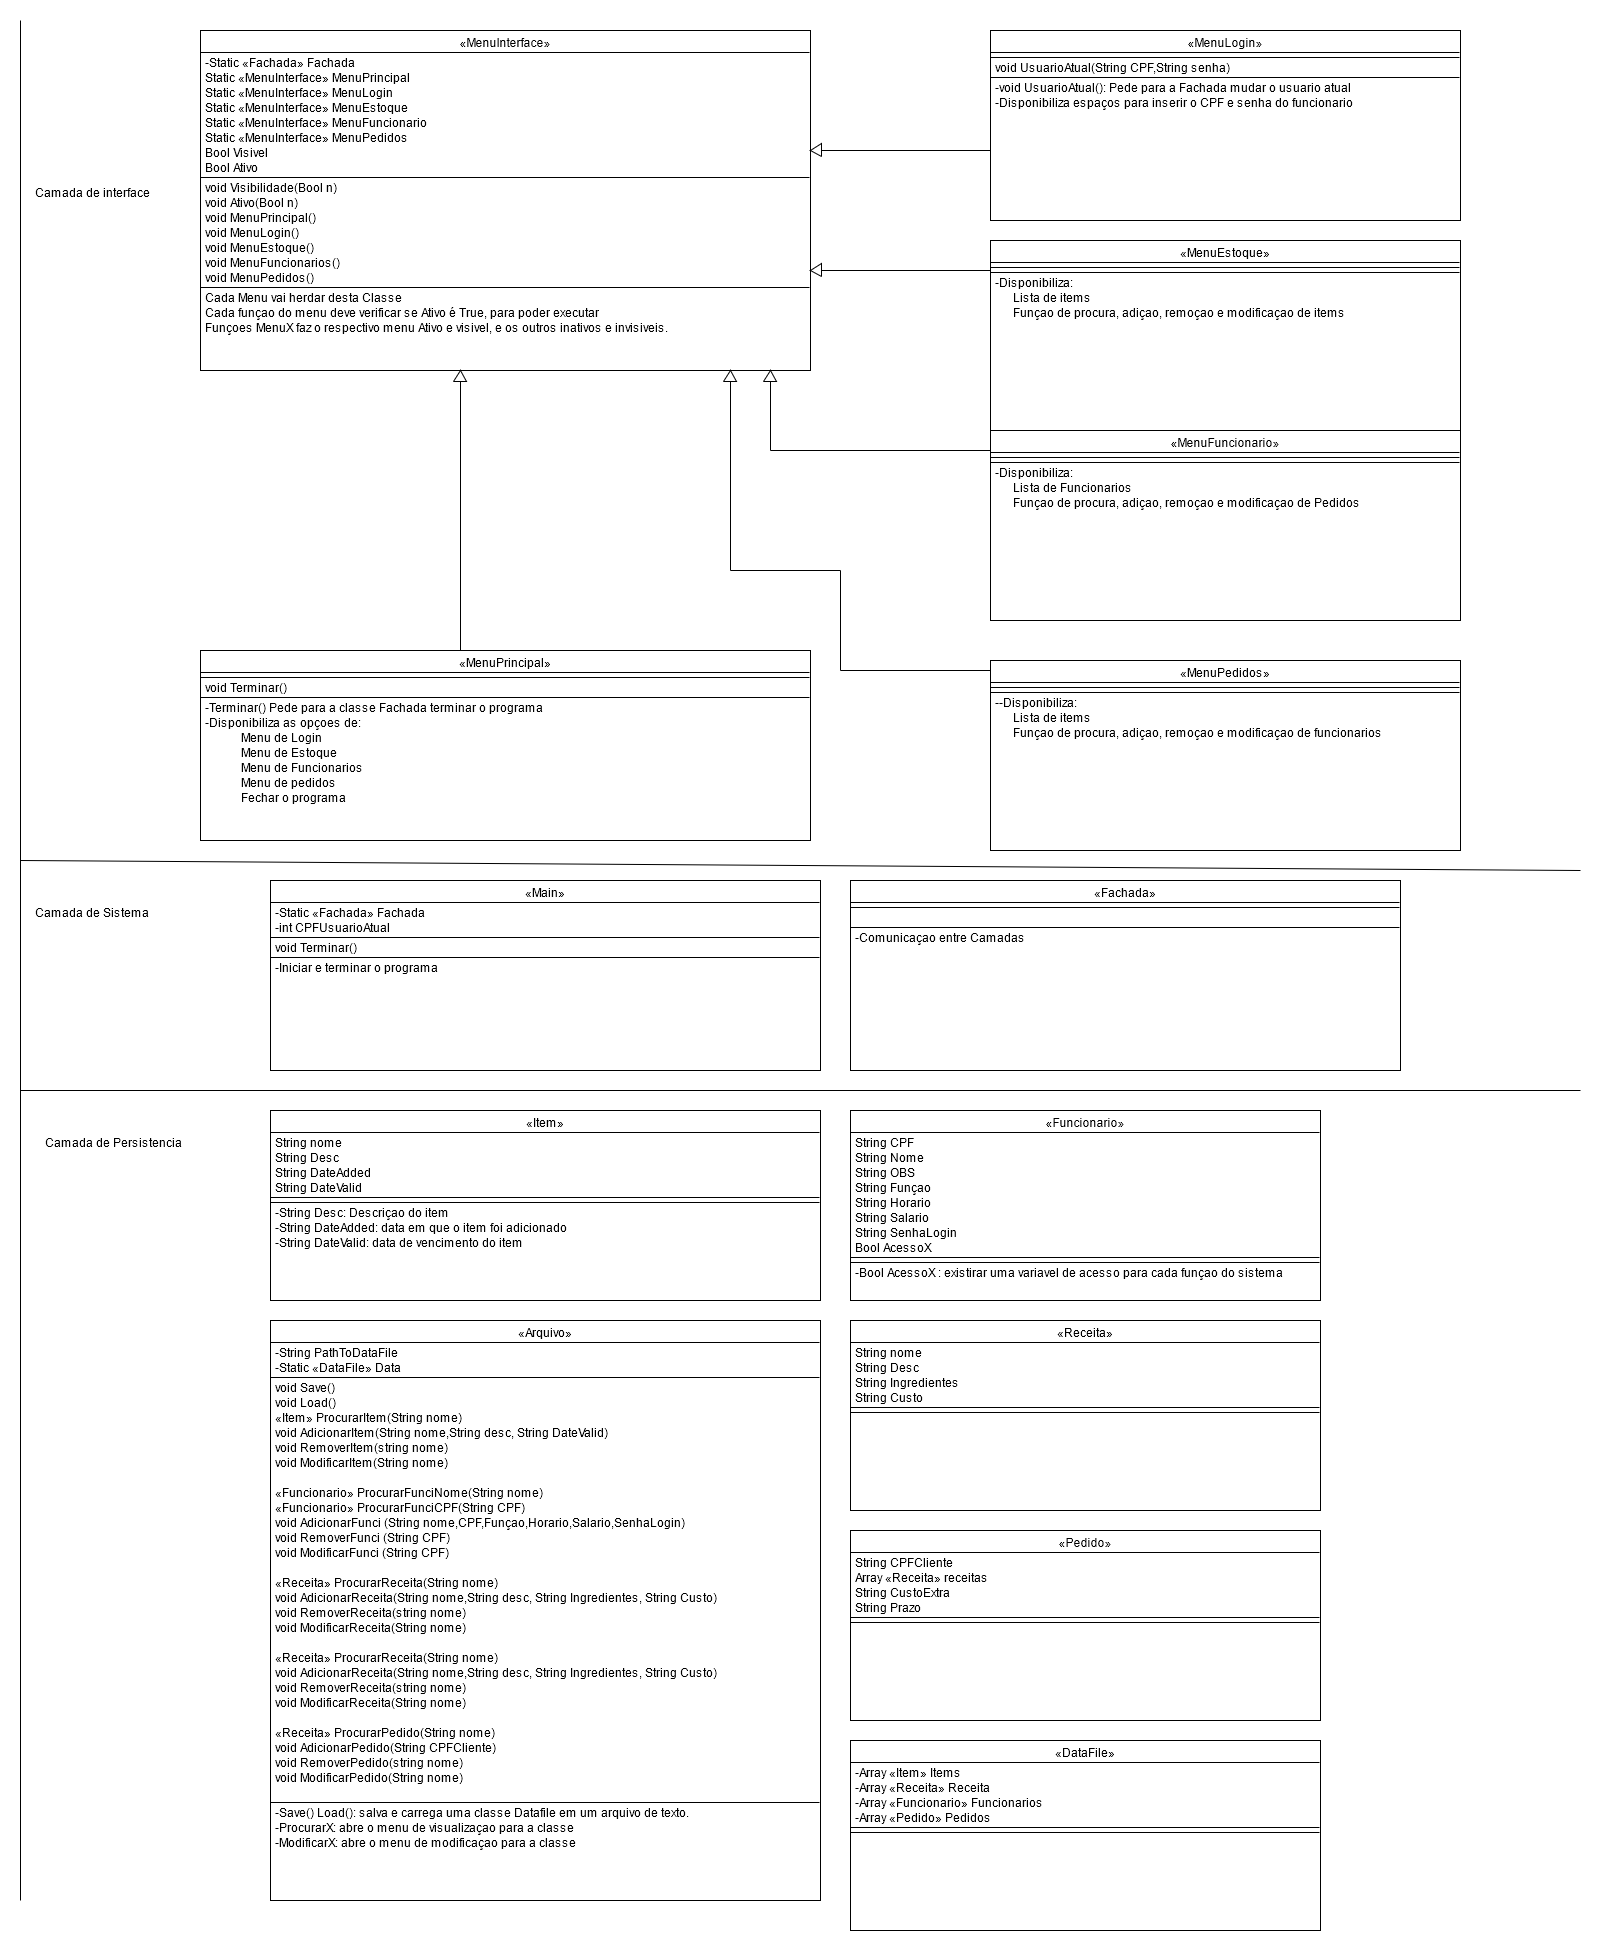 «MenuInterface»
-Static «Fachada» Fachada
Static «MenuInterface» MenuPrincipal
Static «MenuInterface» MenuLogin
Static «MenuInterface» MenuEstoque
Static «MenuInterface» MenuFuncionario
Static «MenuInterface» MenuPedidos
Bool Visivel
Bool Ativo
void Visibilidade(Bool n)
void Ativo(Bool n)
void MenuPrincipal()
void MenuLogin()
void MenuEstoque()
void MenuFuncionarios()
void MenuPedidos()
Cada Menu vai herdar desta Classe
Cada funçao do menu deve verificar se Ativo é True, para poder executar
Funçoes MenuX faz o respectivo menu Ativo e visivel, e os outros inativos e invisiveis.
«MenuLogin»
void UsuarioAtual(String CPF,String senha)
-void UsuarioAtual(): Pede para a Fachada mudar o usuario atual
-Disponibiliza espaços para inserir o CPF e senha do funcionario
Camada de interface
«MenuEstoque»
-Disponibiliza:
Lista de items
Funçao de procura, adiçao, remoçao e modificaçao de items
«MenuFuncionario»
-Disponibiliza:
Lista de Funcionarios
Funçao de procura, adiçao, remoçao e modificaçao de Pedidos
«MenuPrincipal»
void Terminar()
-Terminar() Pede para a classe Fachada terminar o programa
-Disponibiliza as opçoes de:
Menu de Login
Menu de Estoque
Menu de Funcionarios
Menu de pedidos
Fechar o programa
«MenuPedidos»
--Disponibiliza:
Lista de items
Funçao de procura, adiçao, remoçao e modificaçao de funcionarios
Camada de Sistema
«Main»
-Static «Fachada» Fachada
-int CPFUsuarioAtual
void Terminar()
-Iniciar e terminar o programa
«Fachada»
-Comunicaçao entre Camadas
Camada de Persistencia
«Item»
String nome
String Desc
String DateAdded
String DateValid
-String Desc: Descriçao do item
-String DateAdded: data em que o item foi adicionado
-String DateValid: data de vencimento do item
«Funcionario»
String CPF
String Nome
String OBS
String Funçao
String Horario
String Salario
String SenhaLogin
Bool AcessoX
-Bool AcessoX : existirar uma variavel de acesso para cada funçao do sistema
«Arquivo»
-String PathToDataFile
-Static «DataFile» Data
void Save()
void Load()
«Item» ProcurarItem(String nome)
void AdicionarItem(String nome,String desc, String DateValid)
void RemoverItem(string nome)
void ModificarItem(String nome)
«Funcionario» ProcurarFunciNome(String nome)
«Funcionario» ProcurarFunciCPF(String CPF)
void AdicionarFunci (String nome,CPF,Funçao,Horario,Salario,SenhaLogin)
void RemoverFunci (String CPF)
void ModificarFunci (String CPF)
«Receita» ProcurarReceita(String nome)
void AdicionarReceita(String nome,String desc, String Ingredientes, String Custo)
void RemoverReceita(string nome)
void ModificarReceita(String nome)
«Receita» ProcurarReceita(String nome)
void AdicionarReceita(String nome,String desc, String Ingredientes, String Custo)
void RemoverReceita(string nome)
void ModificarReceita(String nome)
«Receita» ProcurarPedido(String nome)
void AdicionarPedido(String CPFCliente)
void RemoverPedido(string nome)
void ModificarPedido(String nome)
-Save() Load(): salva e carrega uma classe Datafile em um arquivo de texto.
-ProcurarX: abre o menu de visualizaçao para a classe
-ModificarX: abre o menu de modificaçao para a classe
«Receita»
String nome
String Desc
String Ingredientes
String Custo
«Pedido»
String CPFCliente
Array «Receita» receitas
String CustoExtra
String Prazo
«DataFile»
-Array «Item» Items
-Array «Receita» Receita
-Array «Funcionario» Funcionarios
-Array «Pedido» Pedidos